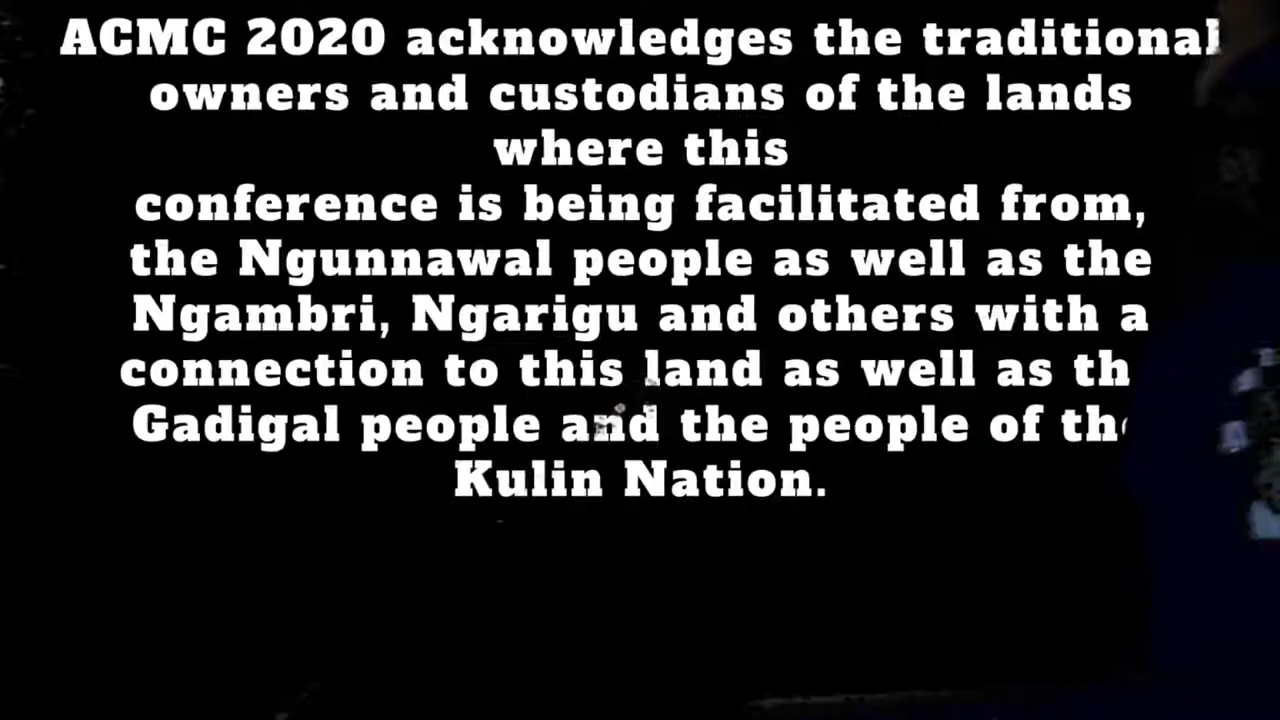 ACMC 2020 acknowledges the traditional
owners and custodians of the lands
where this
conference is being facilitated from,
the Ngunnawal people as well as the
Ngambri, Ngarigu and others with a
connection to this land as well as th
Gadigal people and the people of the
Kulin Nation.